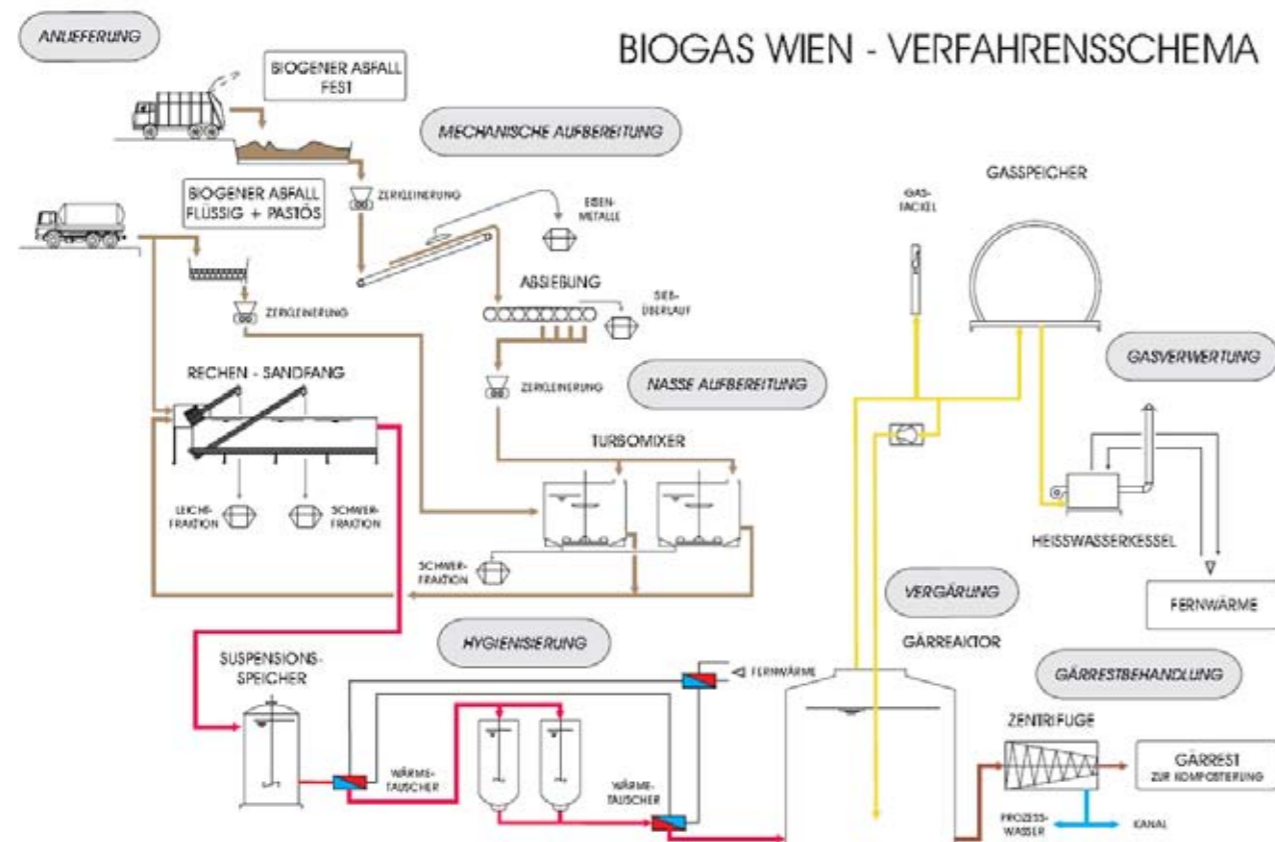 ANLIEFERUNG
BIOGAS WIEN - VERFAHRENSSCHEMA
BIOGENER ABFALL
FEST
MECHANISCHE AUFBEREITUNG
BIOGENER ABFALL
FLÜSSIG + PASTÖS
ZERKLEINERUNG
EISEN-
METALLE
GAS-
FACKEL
GASSPEICHER
ABSIEBUNG
SIEB-
ÜBERLAUF
ZERKLEINERUNG
RECHEN - SANDFANG
ZERKLEINERUNG
NASSE AUFBEREITUNG
GASVERWERTUNG
TURBOMIXER
LEICHT-
FRAKTION
SCHWER-
FRAKTION
HEISSWASSERKESSEL
SCHWER-
FRAKTION
VERGÄRUNG
FERNWÄRME
HYGIENISIERUNG
GÄRREAKTOR
SUSPENSIONS-
SPEICHER
FERNWÄRME
GÄRRESTBEHANDLUNG
ZENTRIFUGE
WÄRME-
TAUSCHER
WÄRME-
TAUSCHER
GÄRREST
ZUR KOMPOSTIERUNG
PROZESS-
WASSER
KANAL